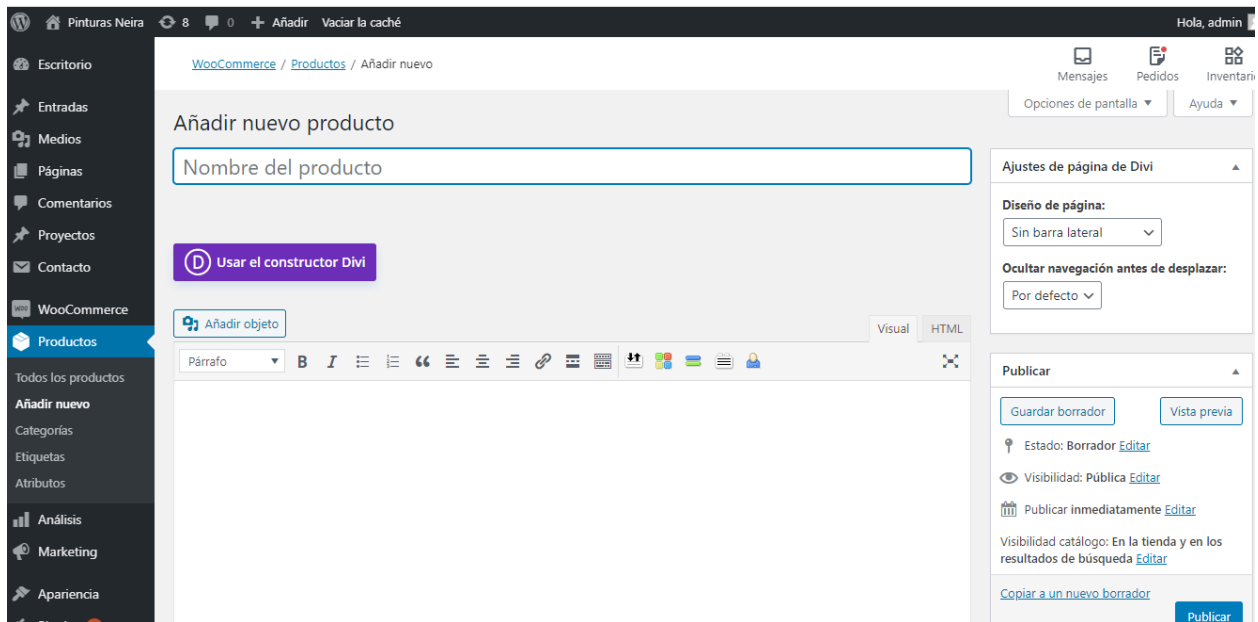 Pinturas Neira 8 0 Añadir Vaciar la caché Hola, admin
Escritorio
Entradas
Medios
Páginas
Comentarios
Proyectos
Contacto
WooCommerce
Productos
Todos los productos
Añadir nuevo
Categorías
Etiquetas
Atributos
Análisis
Marketing
Apariencia
WooCommerce / Productos / Añadir nuevo
Mensajes Pedidos Inventari
Opciones de pantalla ▼ Ayuda ▼
Añadir nuevo producto
Nombre del producto
D Usar el constructor Divi
Añadir objeto
Visual HTML
Párrafo B I
Ajustes de página de Divi
Diseño de página:
Sin barra lateral
Ocultar navegación antes de desplazar:
Por defecto
Publicar
Guardar borrador Vista previa
Estado: Borrador Editar
Visibilidad: Pública Editar
Publicar inmediatamente Editar
Visibilidad catálogo: En la tienda y en los
resultados de búsqueda Editar
Copiar a un nuevo borrador
Publicar